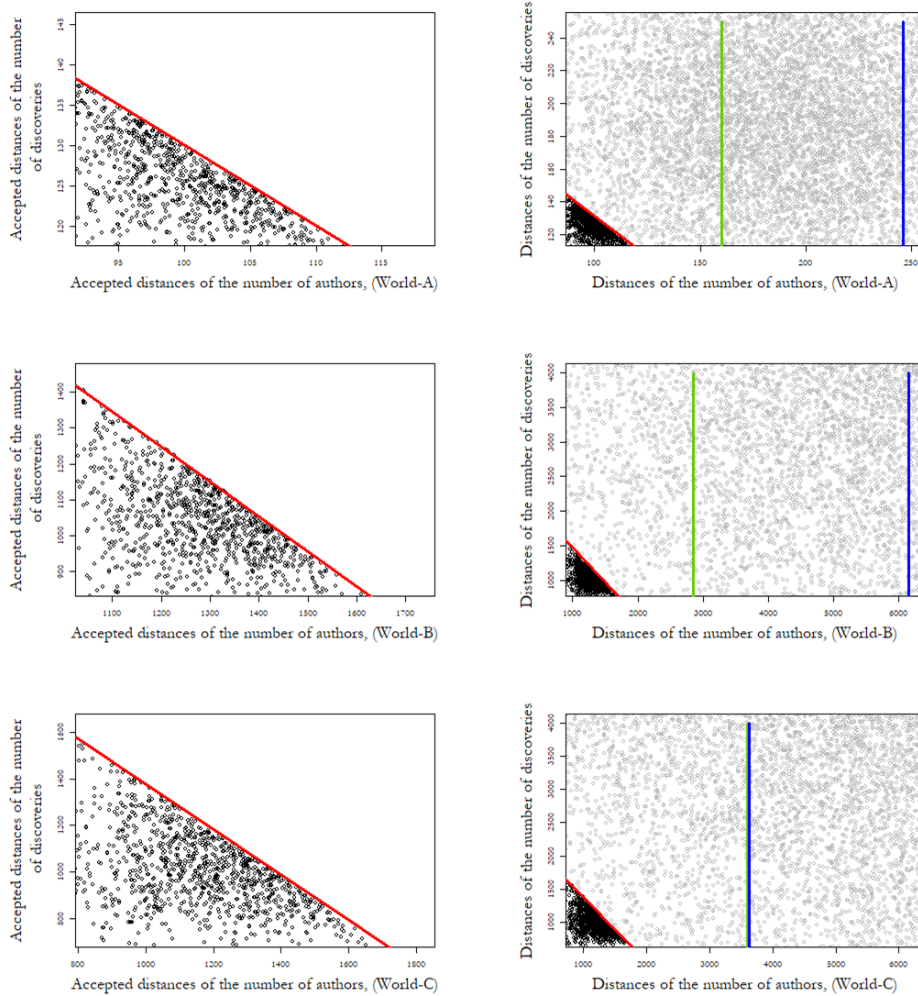 Accepted distances of the number
of discoveries
145
140
135
130
125
120
95 100 105 110 115
Accepted distances of the number of authors, (World-A)
Distances of the number of discoveries
240
220
200
180
160
140
120
100 150 200 250
Distances of the number of authors, (World-A)
Accepted distances of the number
of discoveries
1400
1300
1200
1100
1000
900
1100 1200 1300 1400 1500 1600 1700
Accepted distances of the number of authors, (World-B)
Distances of the number of discoveries
4000
3500
3000
2500
2000
1500
1000
1000 2000 3000 4000 5000 6000
Distances of the number of authors, (World-B)
Accepted distances of the number
of discoveries
1600
1400
1200
1000
800
800 1000 1200 1400 1600 1800
Accepted distances of the number of authors, (World-C)
Distances of the number of discoveries
4000
3500
3000
2500
2000
1500
1000
1000 2000 3000 4000 5000 6000
Distances of the number of authors, (World-C)